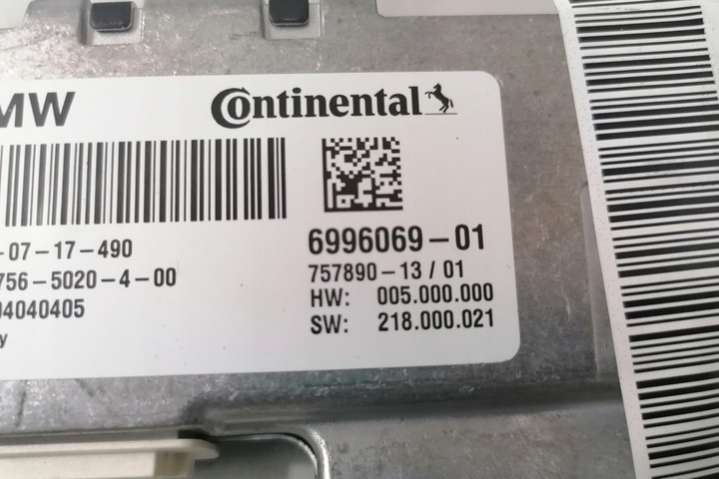 MW
Continental
-07-17-490
756-5020-4-00
04040405
y
6996069-01
757890-13/01
HW: 005.000.000
SW: 218.000.021